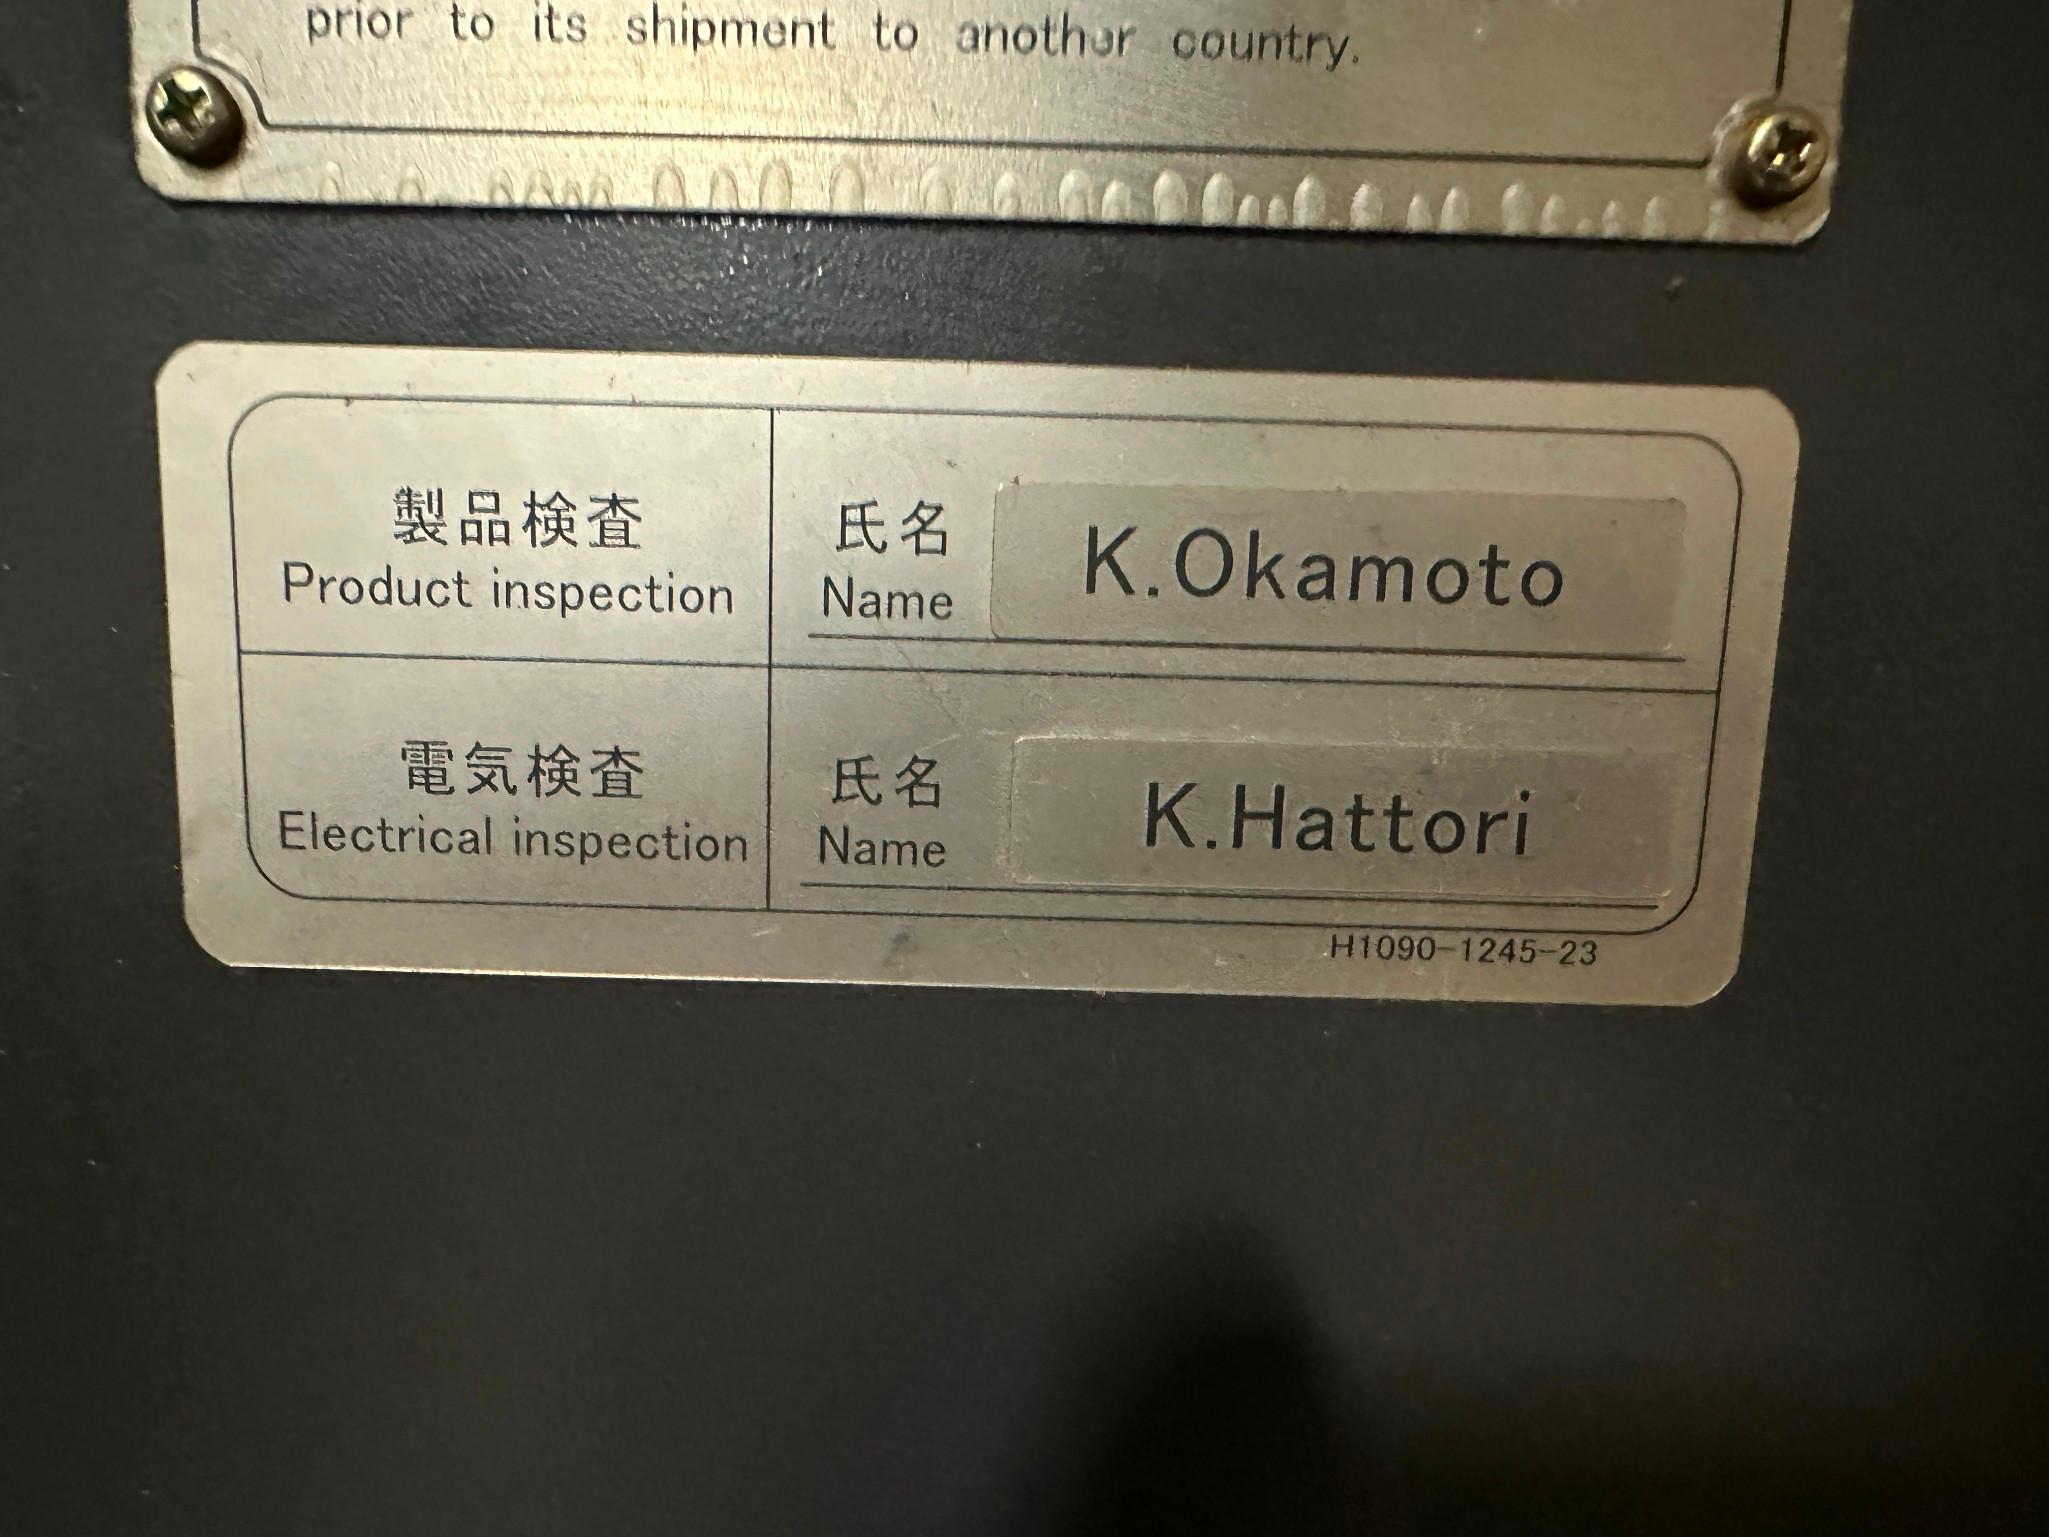 prior to its shipment to another country.
製品検査
Product inspection
氏名
Name
K.Okamoto
電気検査
Electrical inspection
氏名
Name
K.Hattori
H1090-1245-23